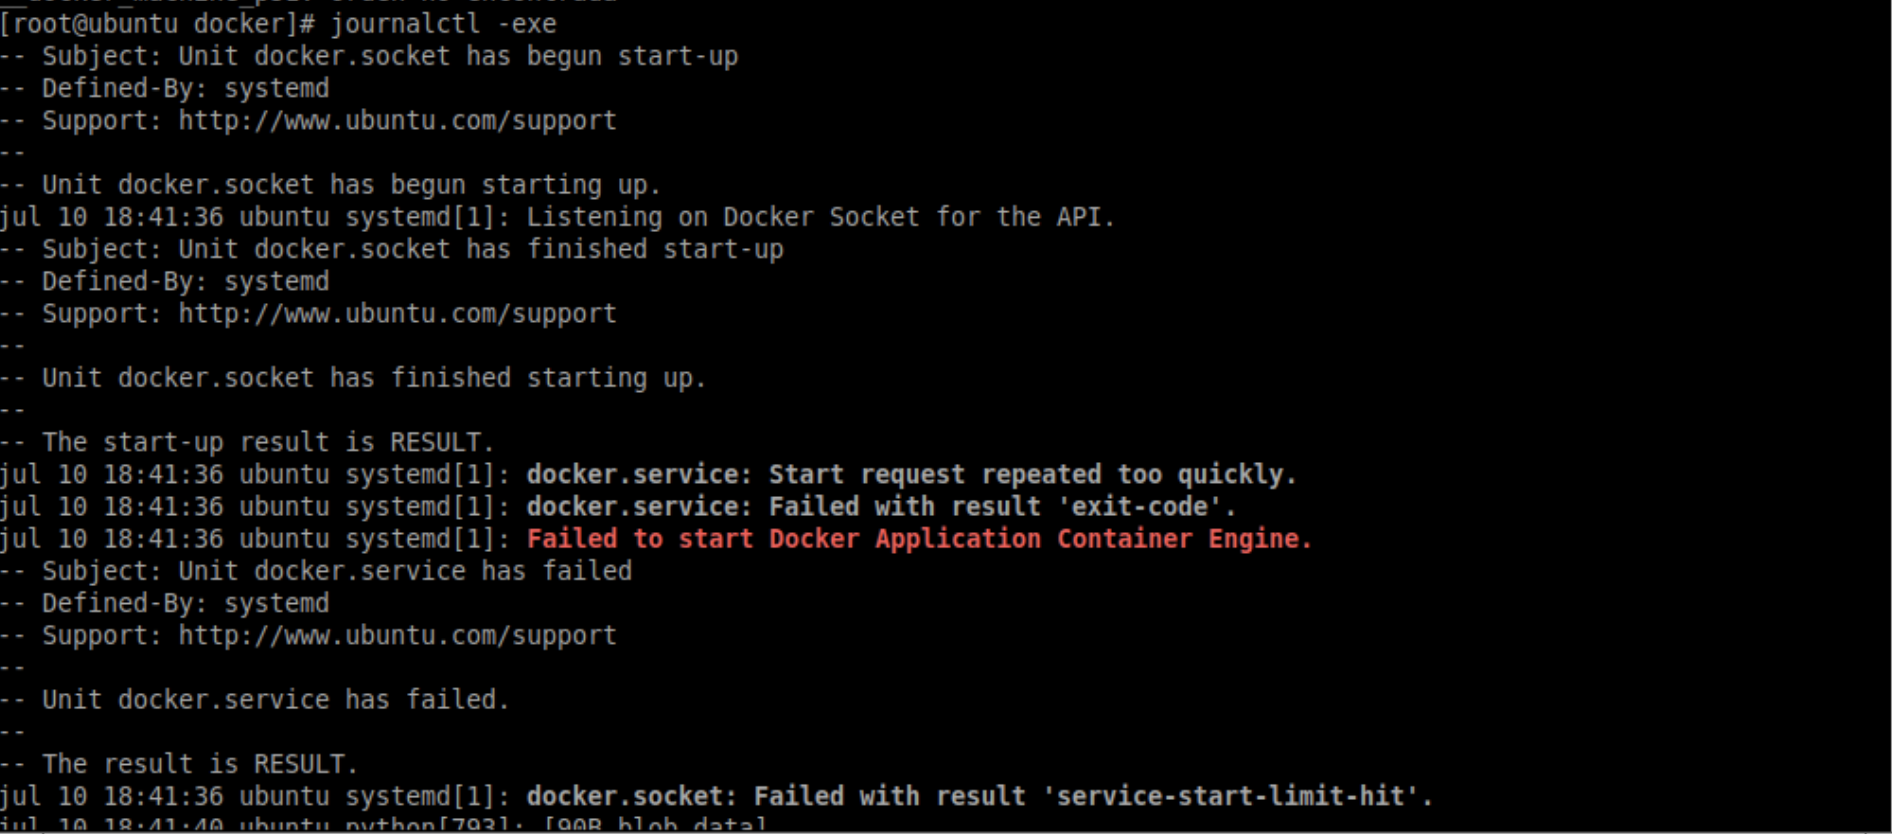 [root@ubuntu docker]# journalctl -exe
-- Subject: Unit docker.socket has begun start-up
-- Defined-By: systemd
-- Support: http://www.ubuntu.com/support
--
-- Unit docker.socket has begun starting up.
jul 10 18:41:36 ubuntu systemd[1]: Listening on Docker Socket for the API.
-- Subject: Unit docker.socket has finished start-up
-- Defined-By: systemd
-- Support: http://www.ubuntu.com/support
--
-- Unit docker.socket has finished starting up.
--
-- The start-up result is RESULT.
jul 10 18:41:36 ubuntu systemd[1]: docker.service: Start request repeated too quickly.
jul 10 18:41:36 ubuntu systemd[1]: docker.service: Failed with result 'exit-code'.
jul 10 18:41:36 ubuntu systemd[1]: Failed to start Docker Application Container Engine.
-- Subject: Unit docker.service has failed
-- Defined-By: systemd
-- Support: http://www.ubuntu.com/support
--
-- Unit docker.service has failed.
--
-- The result is RESULT.
jul 10 18:41:36 ubuntu systemd[1]: docker.socket: Failed with result 'service-start-limit-hit'.
jul 10 18:41:40 ubuntu python[793]: [90B blob data]